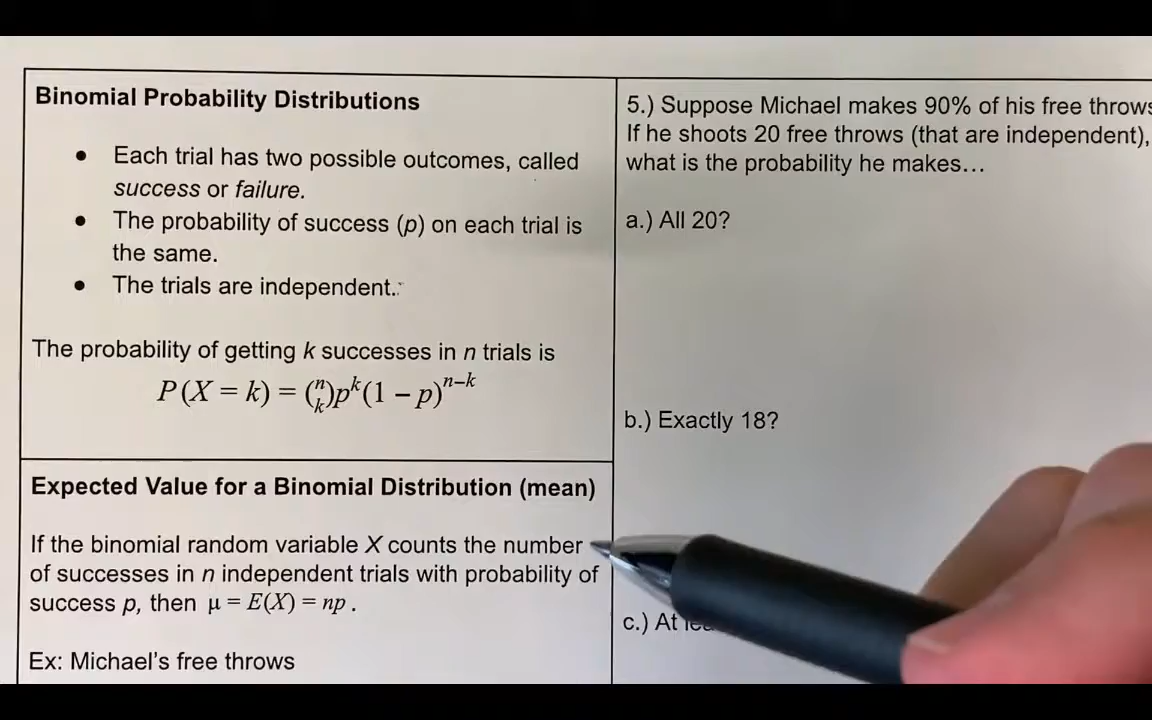 Binomial Probability Distributions
● Each trial has two possible outcomes, called
success or failure.
● The probability of success (p) on each trial is
the same.
● The trials are independent.
The probability of getting k successes in n trials is
P(X = k) = (n k)p^k(1 − p)^{n−k}
Expected Value for a Binomial Distribution (mean)
If the binomial random variable X counts the number
of successes in n independent trials with probability of
success p, then μ = E(X) = np.
Ex: Michael's free throws
5.) Suppose Michael makes 90% of his free throws
If he shoots 20 free throws (that are independent),
what is the probability he makes…
a.) All 20?
b.) Exactly 18?
c.) At